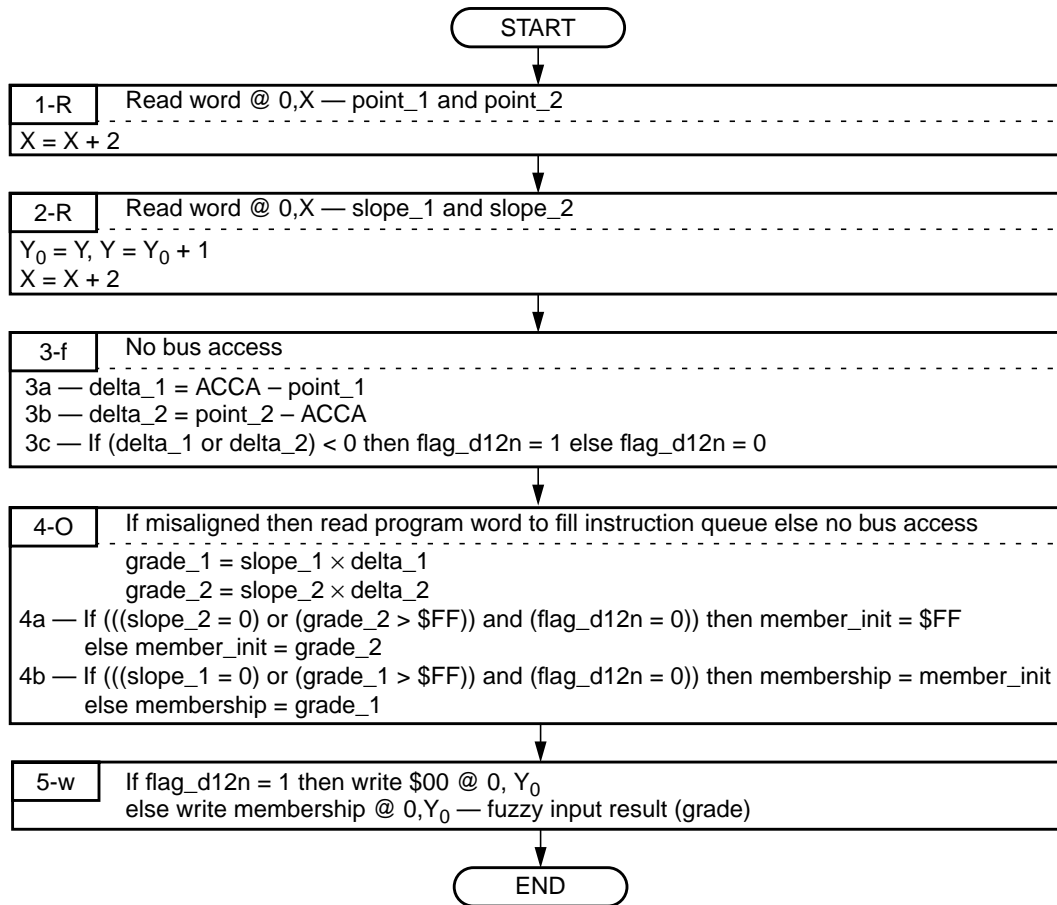 START
1-R Read word @ 0,X — point_1 and point_2
X = X + 2
2-R Read word @ 0,X — slope_1 and slope_2
Y₀ = Y, Y = Y₀ + 1
X = X + 2
3-f No bus access
3a — delta_1 = ACCA – point_1
3b — delta_2 = point_2 – ACCA
3c — If (delta_1 or delta_2) < 0 then flag_d12n = 1 else flag_d12n = 0
4-O If misaligned then read program word to fill instruction queue else no bus access
grade_1 = slope_1 × delta_1
grade_2 = slope_2 × delta_2
4a — If (((slope_2 = 0) or (grade_2 > $FF)) and (flag_d12n = 0)) then member_init = $FF
else member_init = grade_2
4b — If (((slope_1 = 0) or (grade_1 > $FF)) and (flag_d12n = 0)) then membership = member_init
else membership = grade_1
5-w If flag_d12n = 1 then write $00 @ 0, Y₀
else write membership @ 0,Y₀ — fuzzy input result (grade)
END